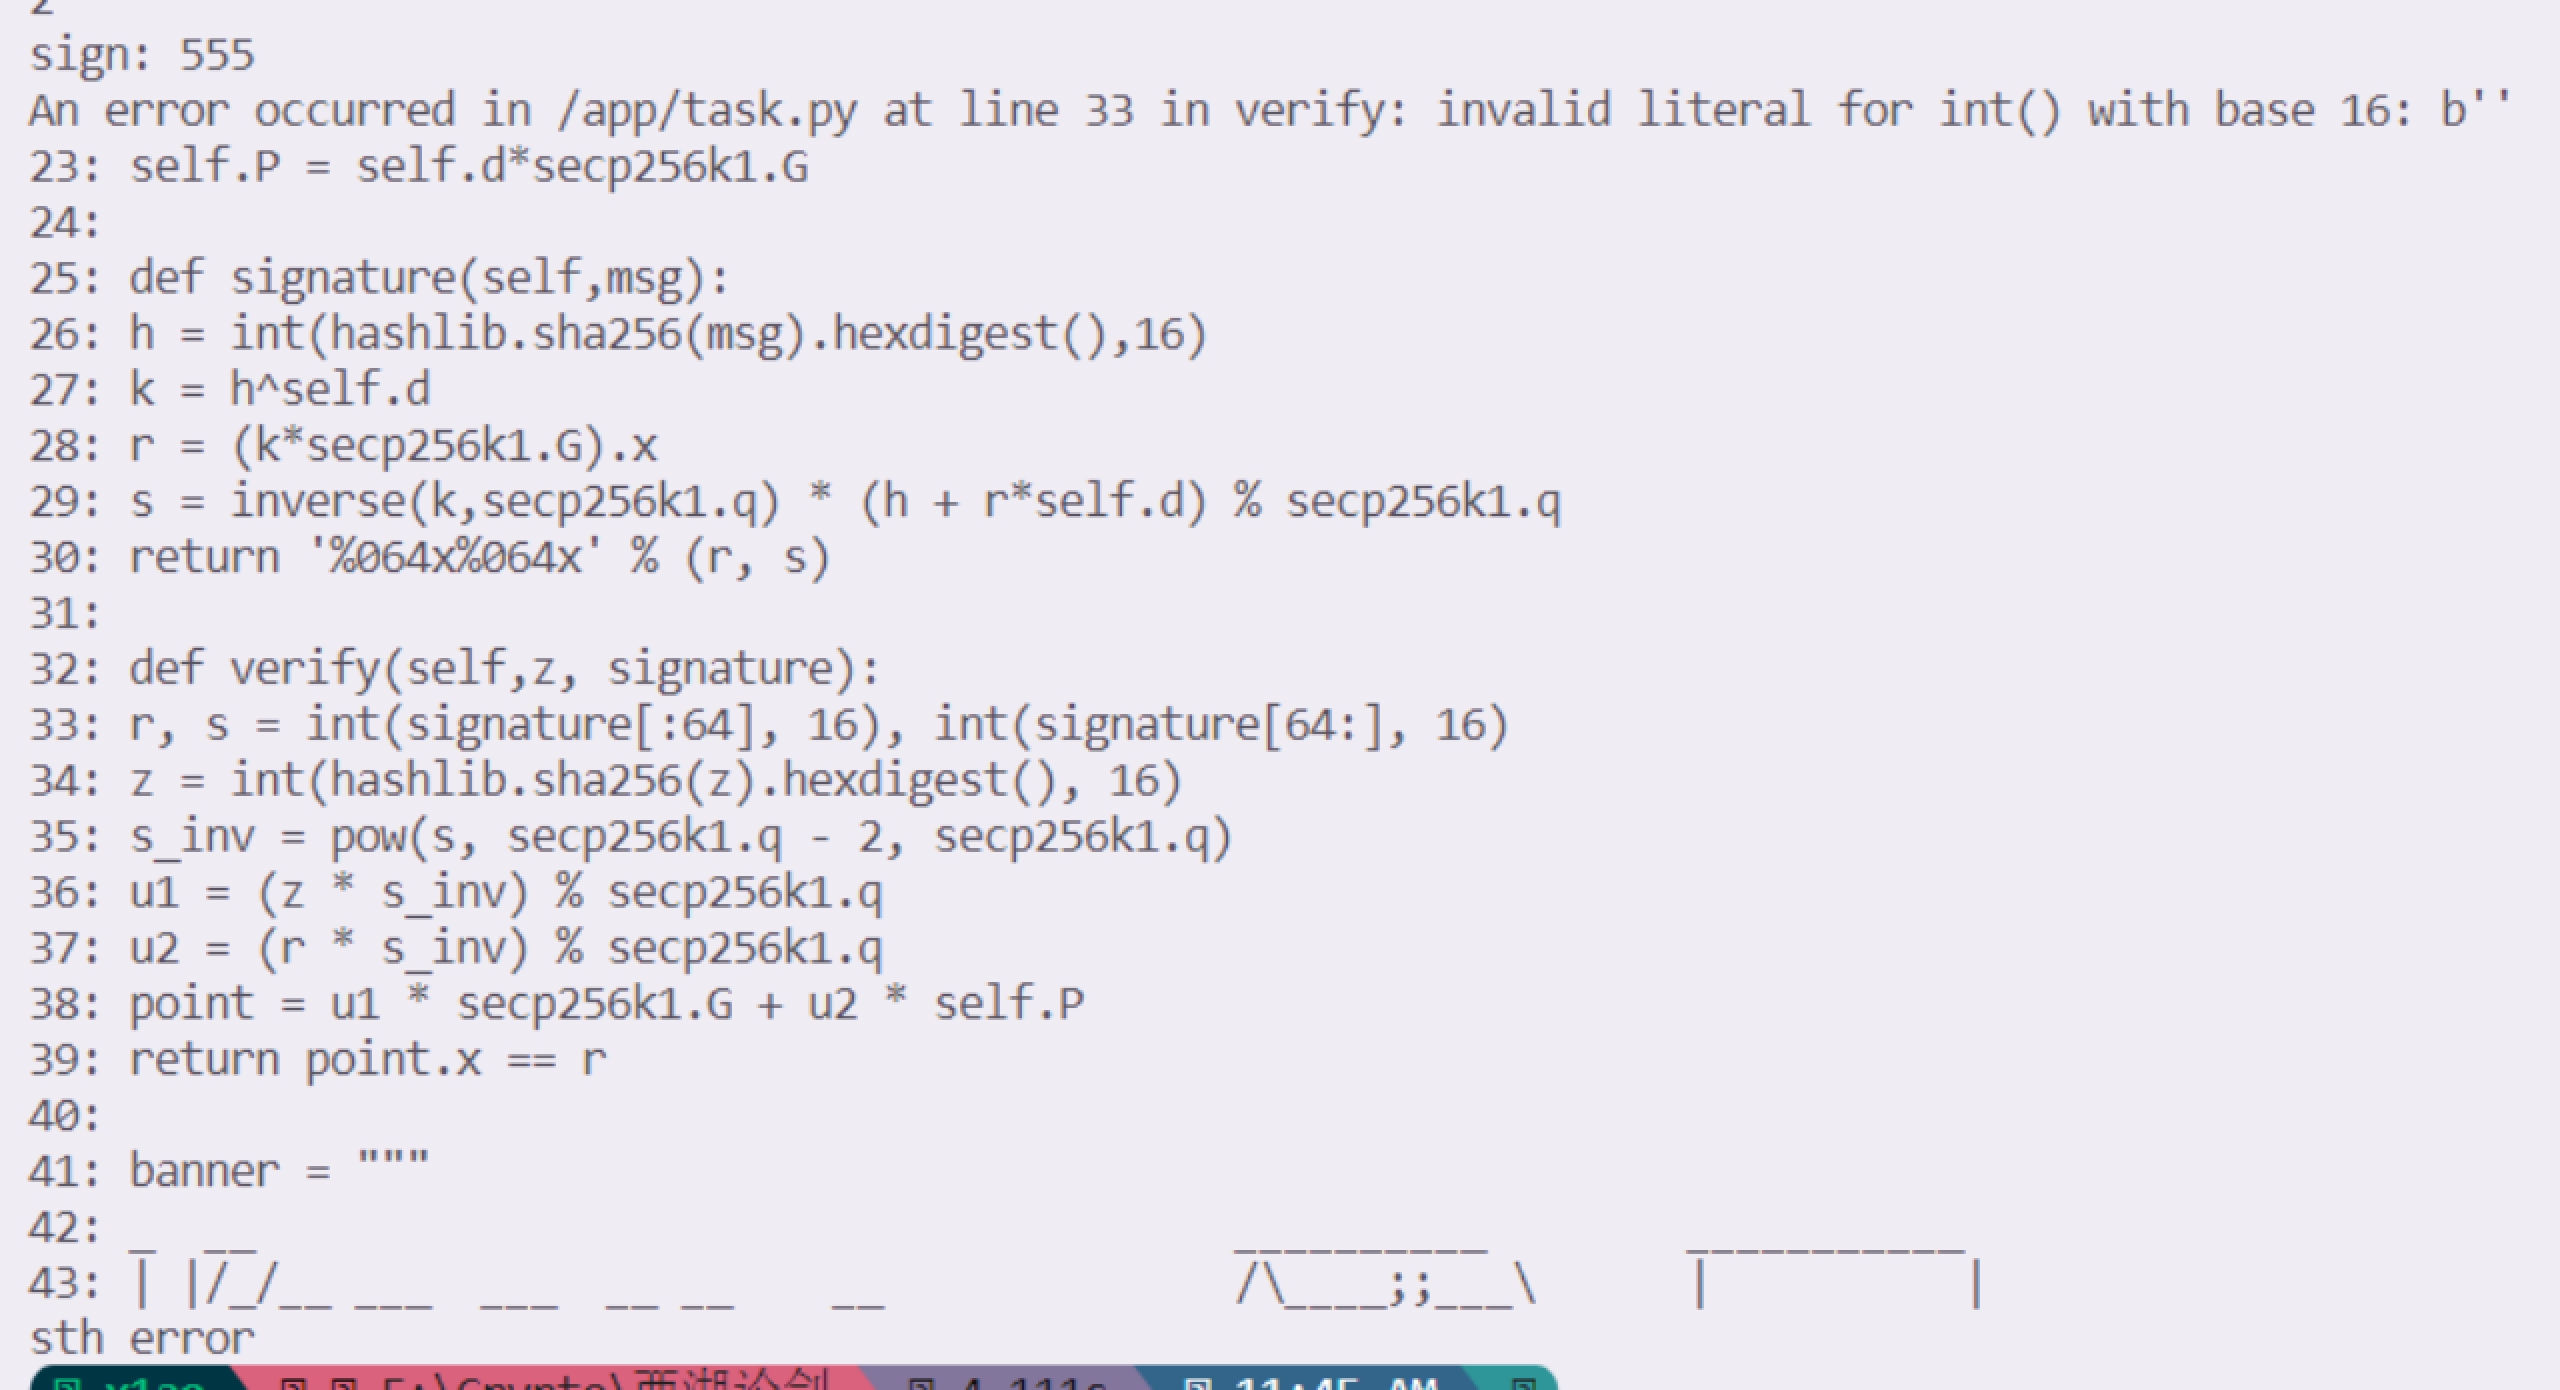 2
sign: 555
An error occurred in /app/task.py at line 33 in verify: invalid literal for int() with base 16: b''
23: self.P = self.d*secp256k1.G
24:
25: def signature(self,msg):
26: h = int(hashlib.sha256(msg).hexdigest(),16)
27: k = h^self.d
28: r = (k*secp256k1.G).x
29: s = inverse(k,secp256k1.q) * (h + r*self.d) % secp256k1.q
30: return '%064x%064x' % (r, s)
31:
32: def verify(self,z, signature):
33: r, s = int(signature[:64], 16), int(signature[64:], 16)
34: z = int(hashlib.sha256(z).hexdigest(), 16)
35: s_inv = pow(s, secp256k1.q - 2, secp256k1.q)
36: u1 = (z * s_inv) % secp256k1.q
37: u2 = (r * s_inv) % secp256k1.q
38: point = u1 * secp256k1.G + u2 * self.P
39: return point.x == r
40:
41: banner = """
42: _  __                                       __________        ___________
43: | |/_/__ ___  ___  __ __    __              /\____;;___\      |          |
sth error
E:\Crypto\西湖论剑 4.111s 11:45 AM